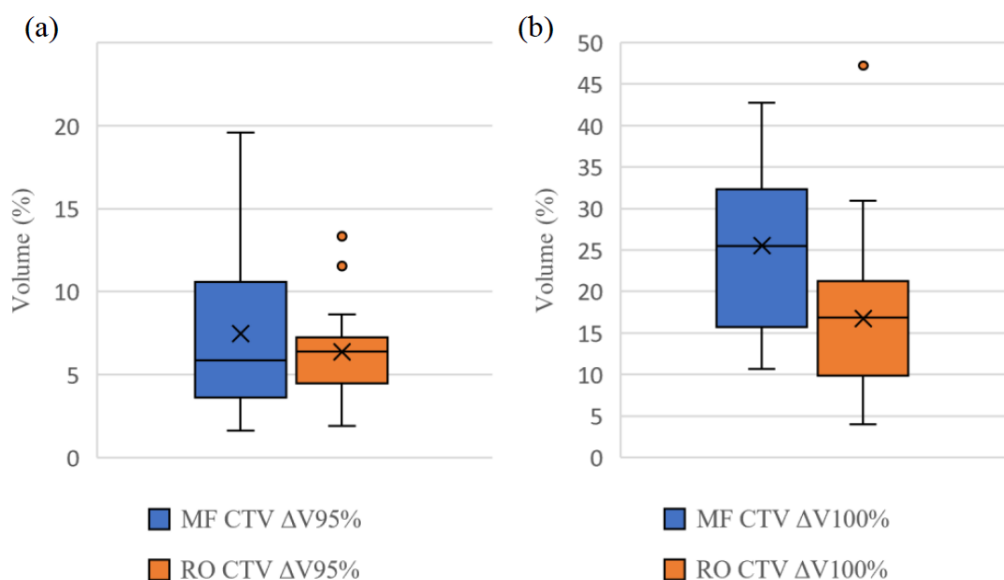 (a)
Volume (%)
20
15
10
5
0
MF CTV ΔV95%
RO CTV ΔV95%
(b)
Volume (%)
50
45
40
35
30
25
20
15
10
5
0
MF CTV ΔV100%
RO CTV ΔV100%